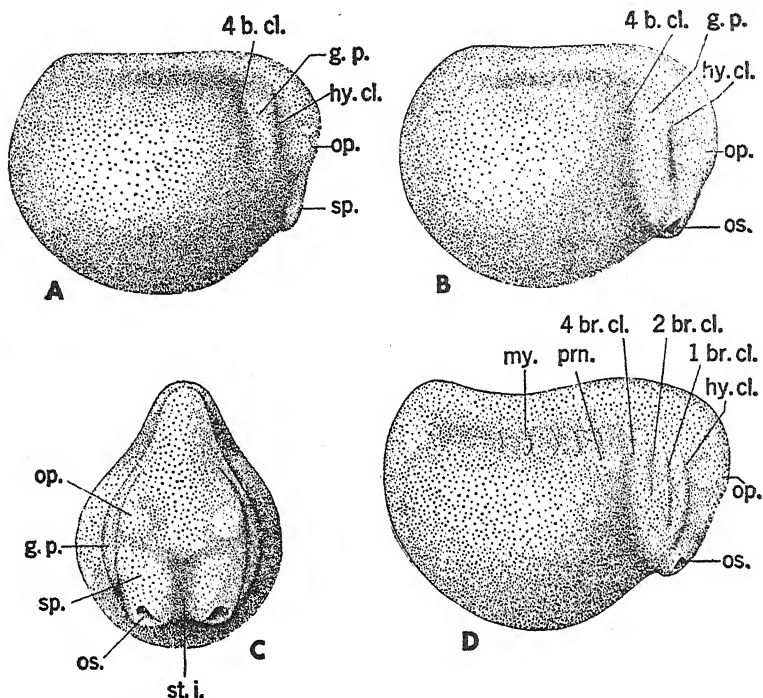 4 b. cl.
g. p.
hy. cl.
op.
sp.
A
4 b. cl.
g. p.
hy. cl.
op.
os.
B
op.
g. p.
sp.
os.
st. i.
C
4 br. cl.
2 br. cl.
my.
prn.
1 br. cl.
hy. cl.
op.
os.
D